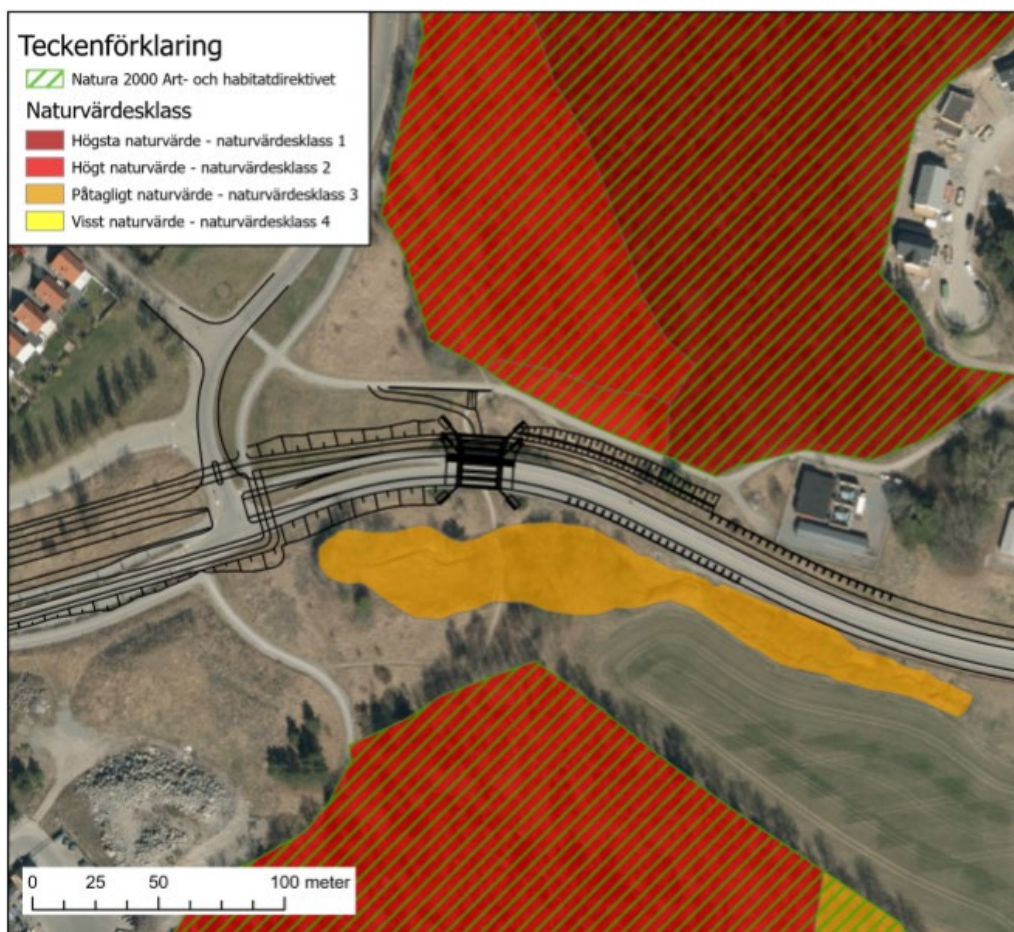 Teckenförklaring
Natura 2000 Art- och habitatdirektivet
Naturvärdesklass
Högsta naturvärde - naturvärdesklass 1
Högt naturvärde - naturvärdesklass 2
Påtagligt naturvärde - naturvärdesklass 3
Visst naturvärde - naturvärdesklass 4
0 25 50 100 meter